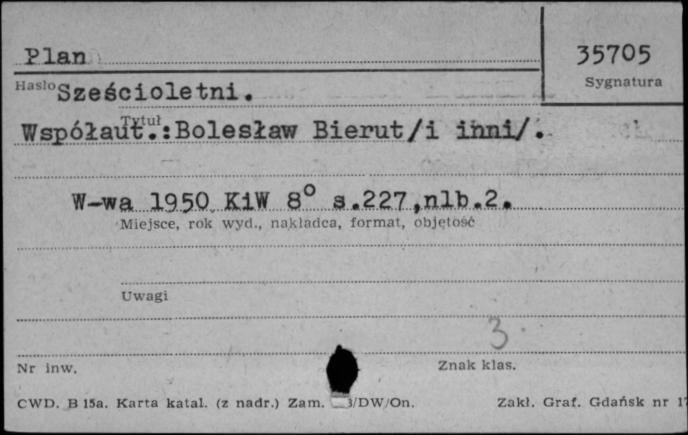 Plan
35705
Sygnatura
Hasło Sześcioletni.
Tytuł
Współaut.:Bolesław Bierut/i inni/.
W-wa 1950 KiW 8° s.227,nlb.2.
Miejsce, rok wyd., nakładca, format, objętość
Uwagi
3
Nr inw.
Znak klas.
CWD. B 15a. Karta katal. (z nadr.) Zam. /DW/On.
Zakł. Graf. Gdańsk nr